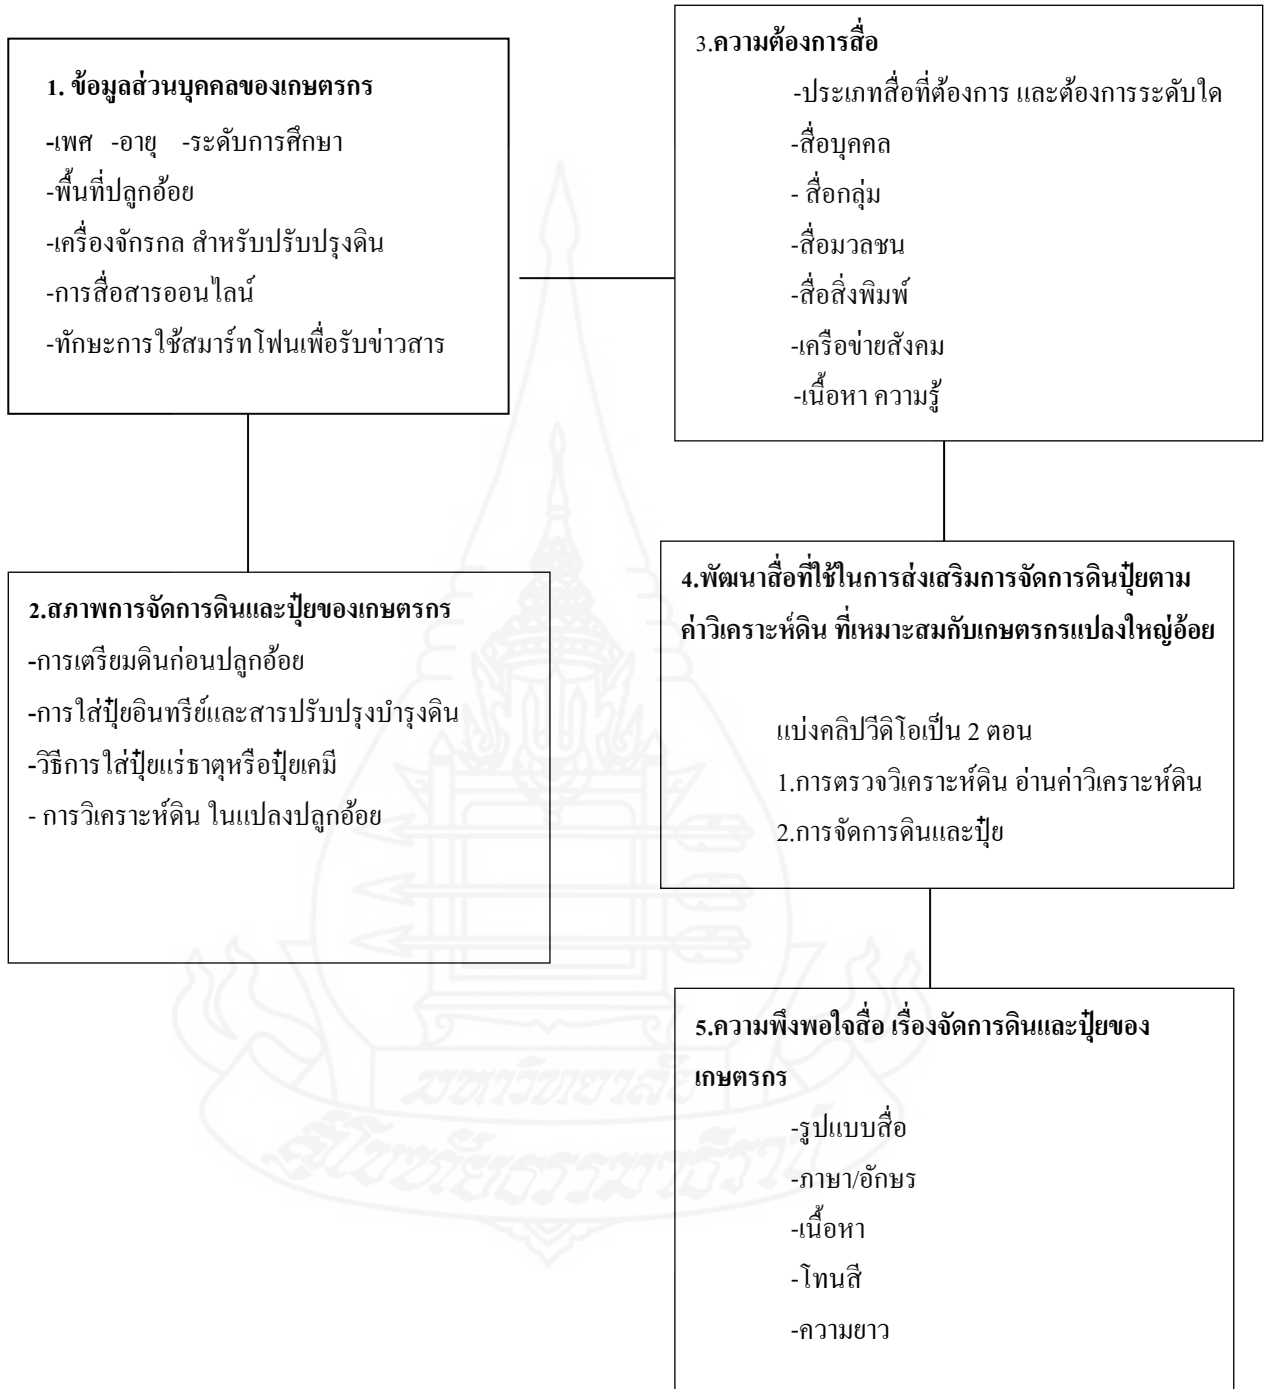 1. ข้อมูลส่วนบุคคลของเกษตรกร
-เพศ -อายุ -ระดับการศึกษา
-พื้นที่ปลูกอ้อย
-เครื่องจักรกล สำหรับปรับปรุงดิน
-การสื่อสารออนไลน์
-ทักษะการใช้สมาร์ทโฟนเพื่อรับข่าวสาร
2.สภาพการจัดการดินและปุ๋ยของเกษตรกร
-การเตรียมดินก่อนปลูกอ้อย
-การใส่ปุ๋ยอินทรีย์และสารปรับปรุงบำรุงดิน
-วิธีการใส่ปุ๋ยแร่ธาตุหรือปุ๋ยเคมี
- การวิเคราะห์ดิน ในแปลงปลูกอ้อย
3.ความต้องการสื่อ
-ประเภทสื่อที่ต้องการ และต้องการระดับใด
-สื่อบุคคล
- สื่อกลุ่ม
-สื่อมวลชน
-สื่อสิ่งพิมพ์
-เครือข่ายสังคม
-เนื้อหา ความรู้
4.พัฒนาสื่อที่ใช้ในการส่งเสริมการจัดการดินปุ๋ยตาม
ค่าวิเคราะห์ดิน ที่เหมาะสมกับเกษตรกรแปลงใหญ่อ้อย
แบ่งคลิปวีดิโอเป็น 2 ตอน
1.การตรวจวิเคราะห์ดิน อ่านค่าวิเคราะห์ดิน
2.การจัดการดินและปุ๋ย
5.ความพึงพอใจสื่อ เรื่องจัดการดินและปุ๋ยของ
เกษตรกร
-รูปแบบสื่อ
-ภาษา/อักษร
-เนื้อหา
-โทนสี
-ความยาว
มหาวิทยาลัย
สุโขทัยธรรมาธิราช